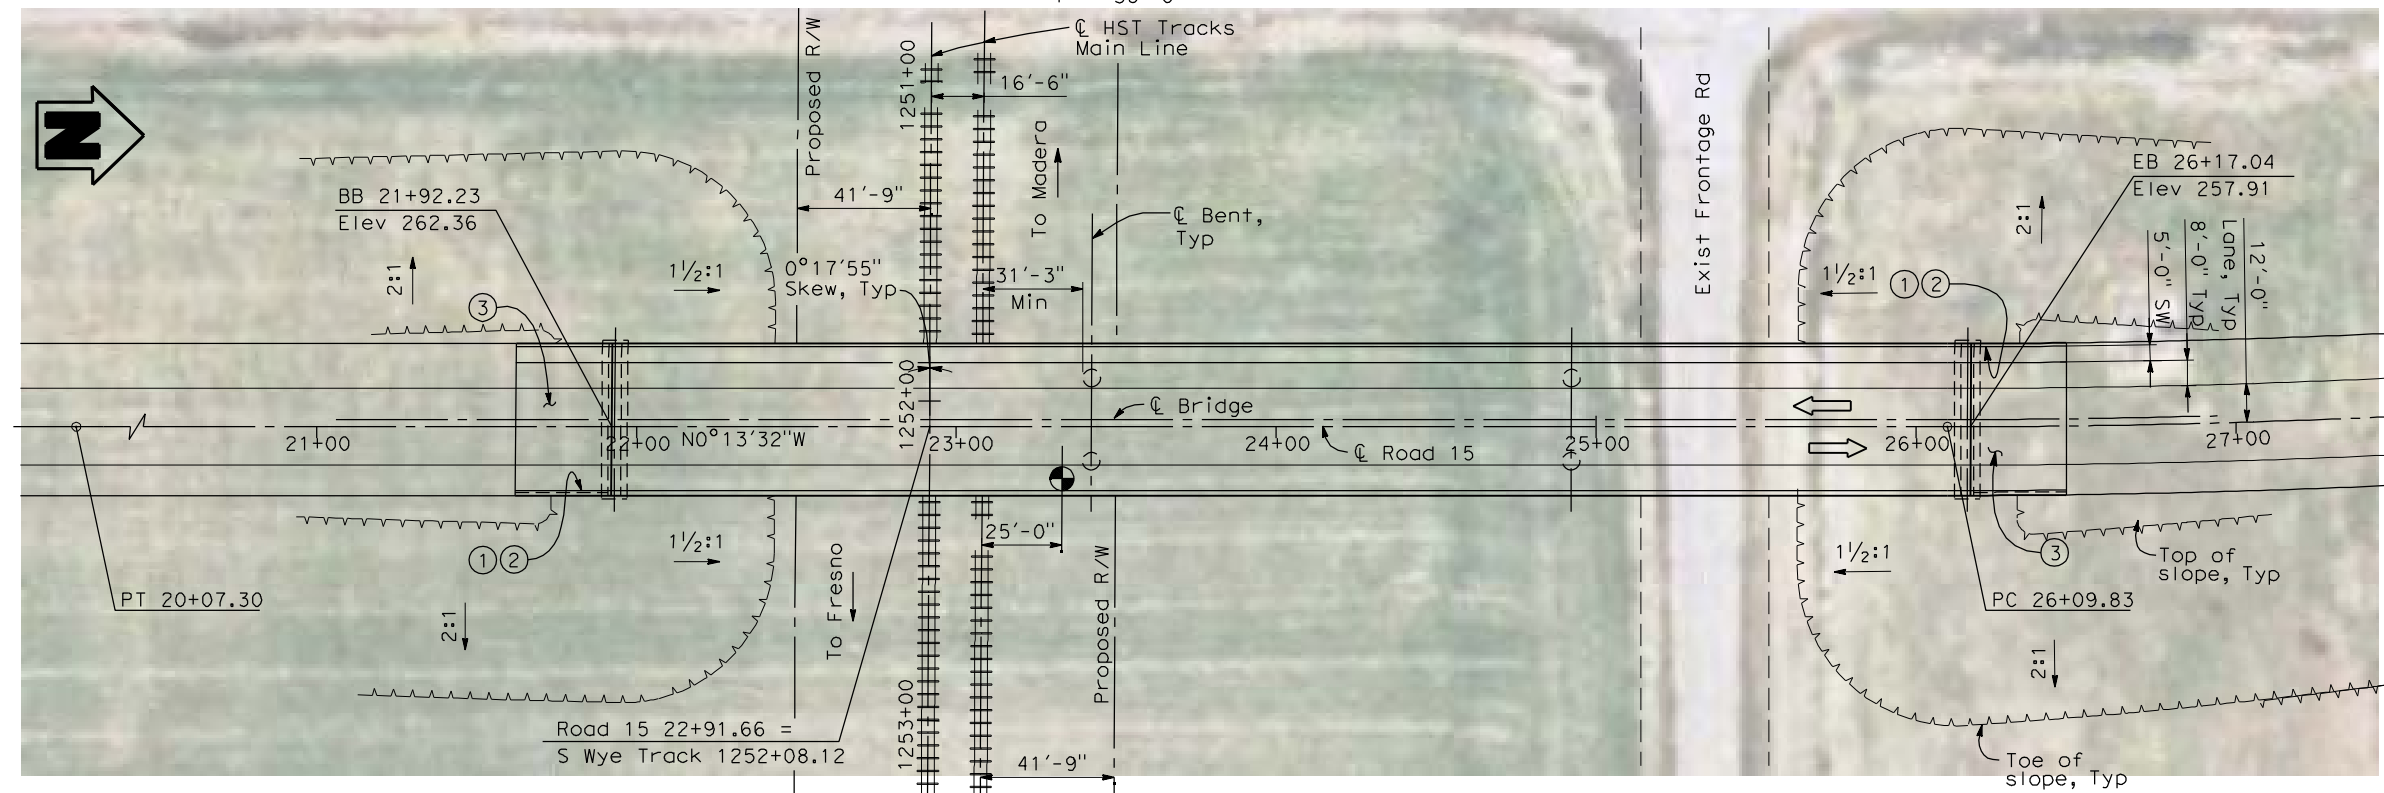 ℄ HST Tracks
Main Line
Proposed R/W
1251+00
16'-6"
To Madera
41'-9"
N
BB 21+92.23
Elev 262.36
2:1
1½:1
0°17'55"
Skew, Typ
31'-3"
Min
℄ Bent,
Typ
Exist Frontage Rd
EB 26+17.04
Elev 257.91
2:1
1½:1
1 2
5'-0" SW
8'-0" Typ
12'-0"
Lane, Typ
3
1252+00
℄ Bridge
21+00
22+00
N0°13'32"W
23+00
24+00
℄ Road 15
25+00
26+00
27+00
25'-0"
1½:1
1 2
2:1
PT 20+07.30
To Fresno
Proposed R/W
1253+00
Road 15 22+91.66 =
S Wye Track 1252+08.12
41'-9"
1½:1
3
Top of
slope, Typ
PC 26+09.83
2:1
Toe of
slope, Typ